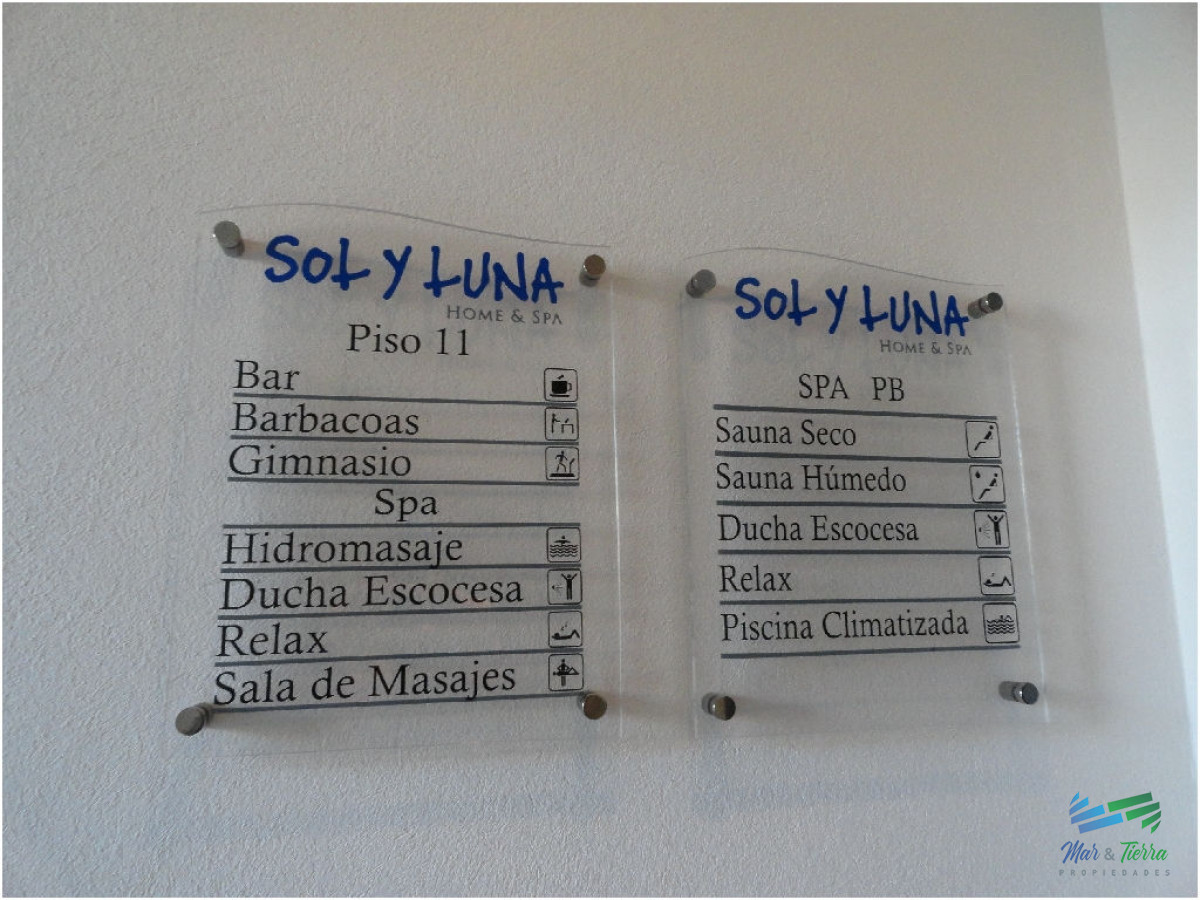 SOL Y LUNA
HOME & SPA
Piso 11
Bar
Barbacoas
Gimnasio
Spa
Hidromasaje
Ducha Escocesa
Relax
Sala de Masajes
SOL Y LUNA
HOME & SPA
SPA PB
Sauna Seco
Sauna Húmedo
Ducha Escocesa
Relax
Piscina Climatizada
Mar & Tierra
PROPIEDADES